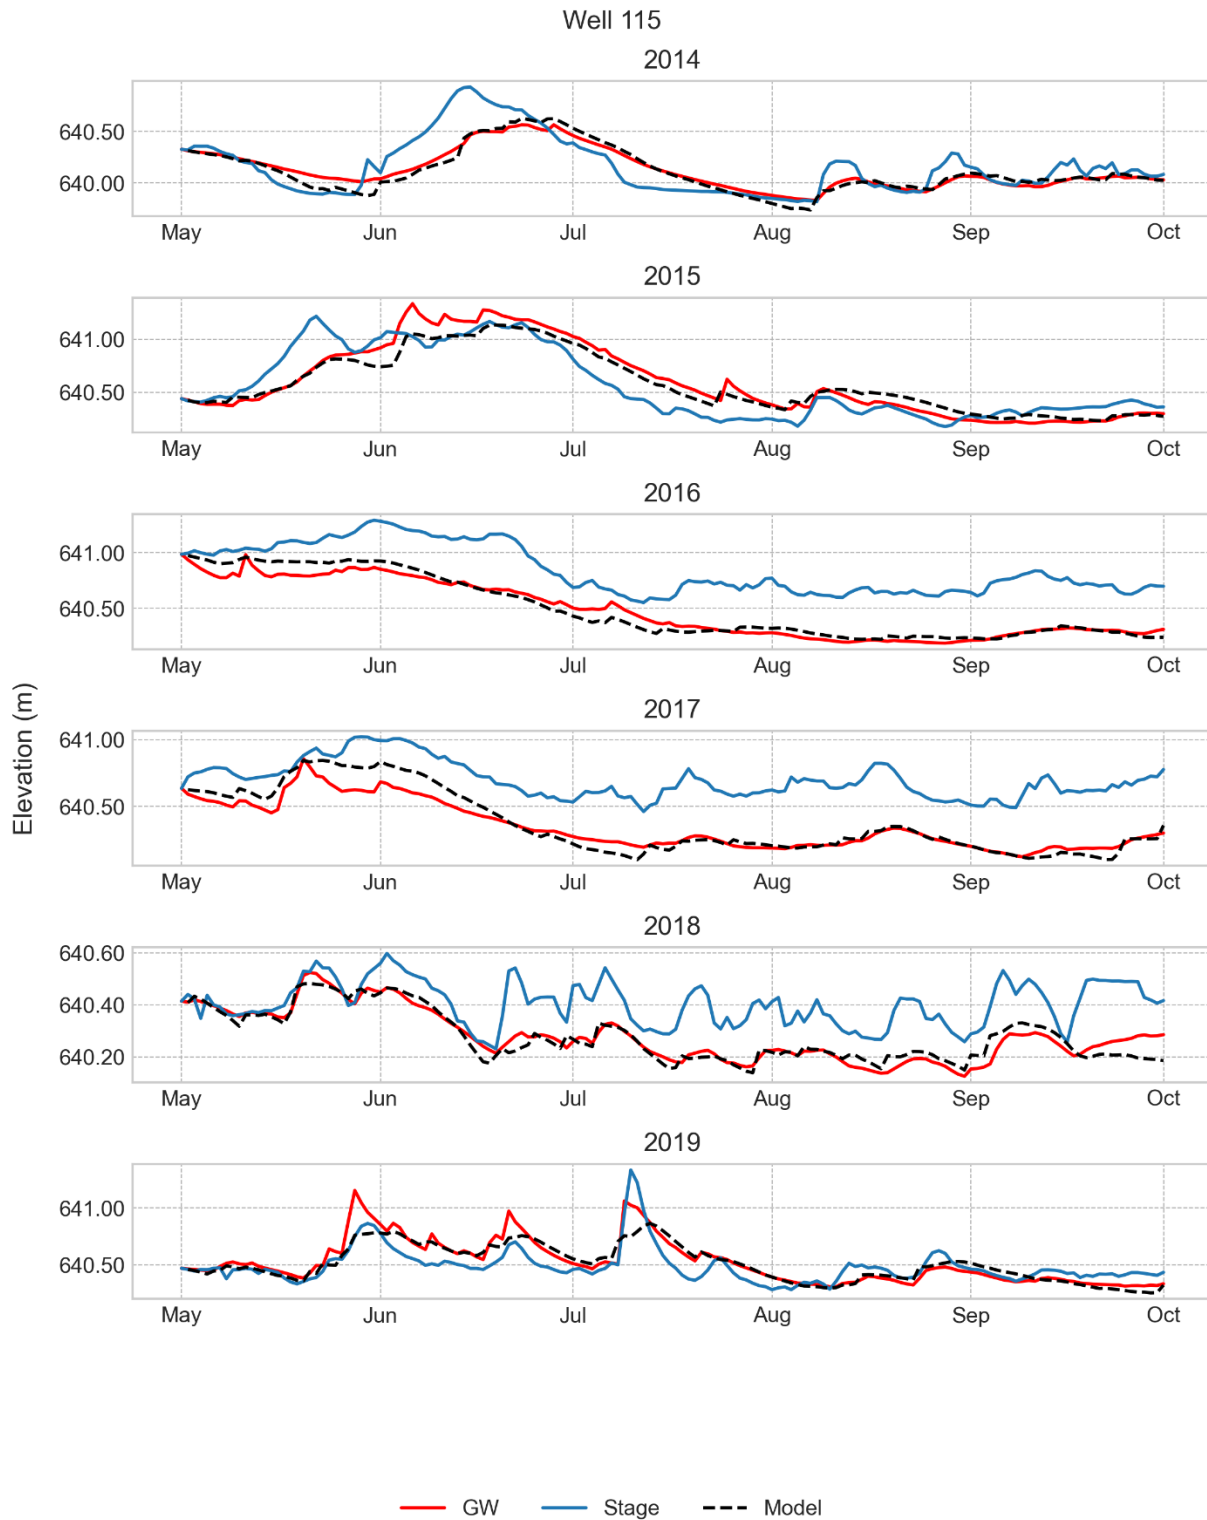 Well 115
2014
640.50
640.00
May Jun Jul Aug Sep Oct
2015
641.00
640.50
May Jun Jul Aug Sep Oct
2016
641.00
640.50
May Jun Jul Aug Sep Oct
Elevation (m)
2017
641.00
640.50
May Jun Jul Aug Sep Oct
2018
640.60
640.40
640.20
May Jun Jul Aug Sep Oct
2019
641.00
640.50
May Jun Jul Aug Sep Oct
GW Stage Model